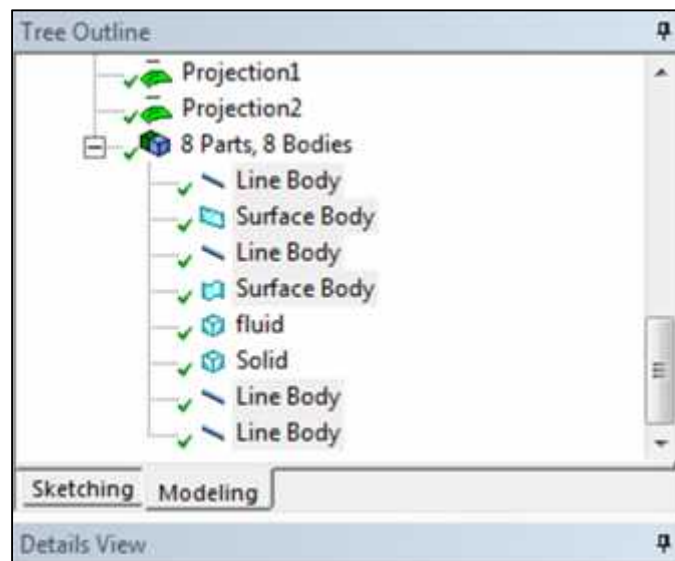 Tree Outline
Projection1
Projection2
8 Parts, 8 Bodies
Line Body
Surface Body
Line Body
Surface Body
fluid
Solid
Line Body
Line Body
Sketching Modeling
Details View